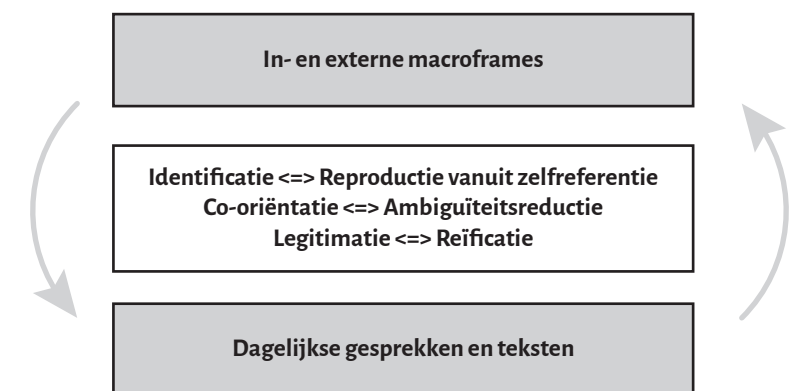 In- en externe macroframes
Identificatie <=> Reproductie vanuit zelfreferentie
Co-oriëntatie <=> Ambiguïteitsreductie
Legitimatie <=> Reïficatie
Dagelijkse gesprekken en teksten